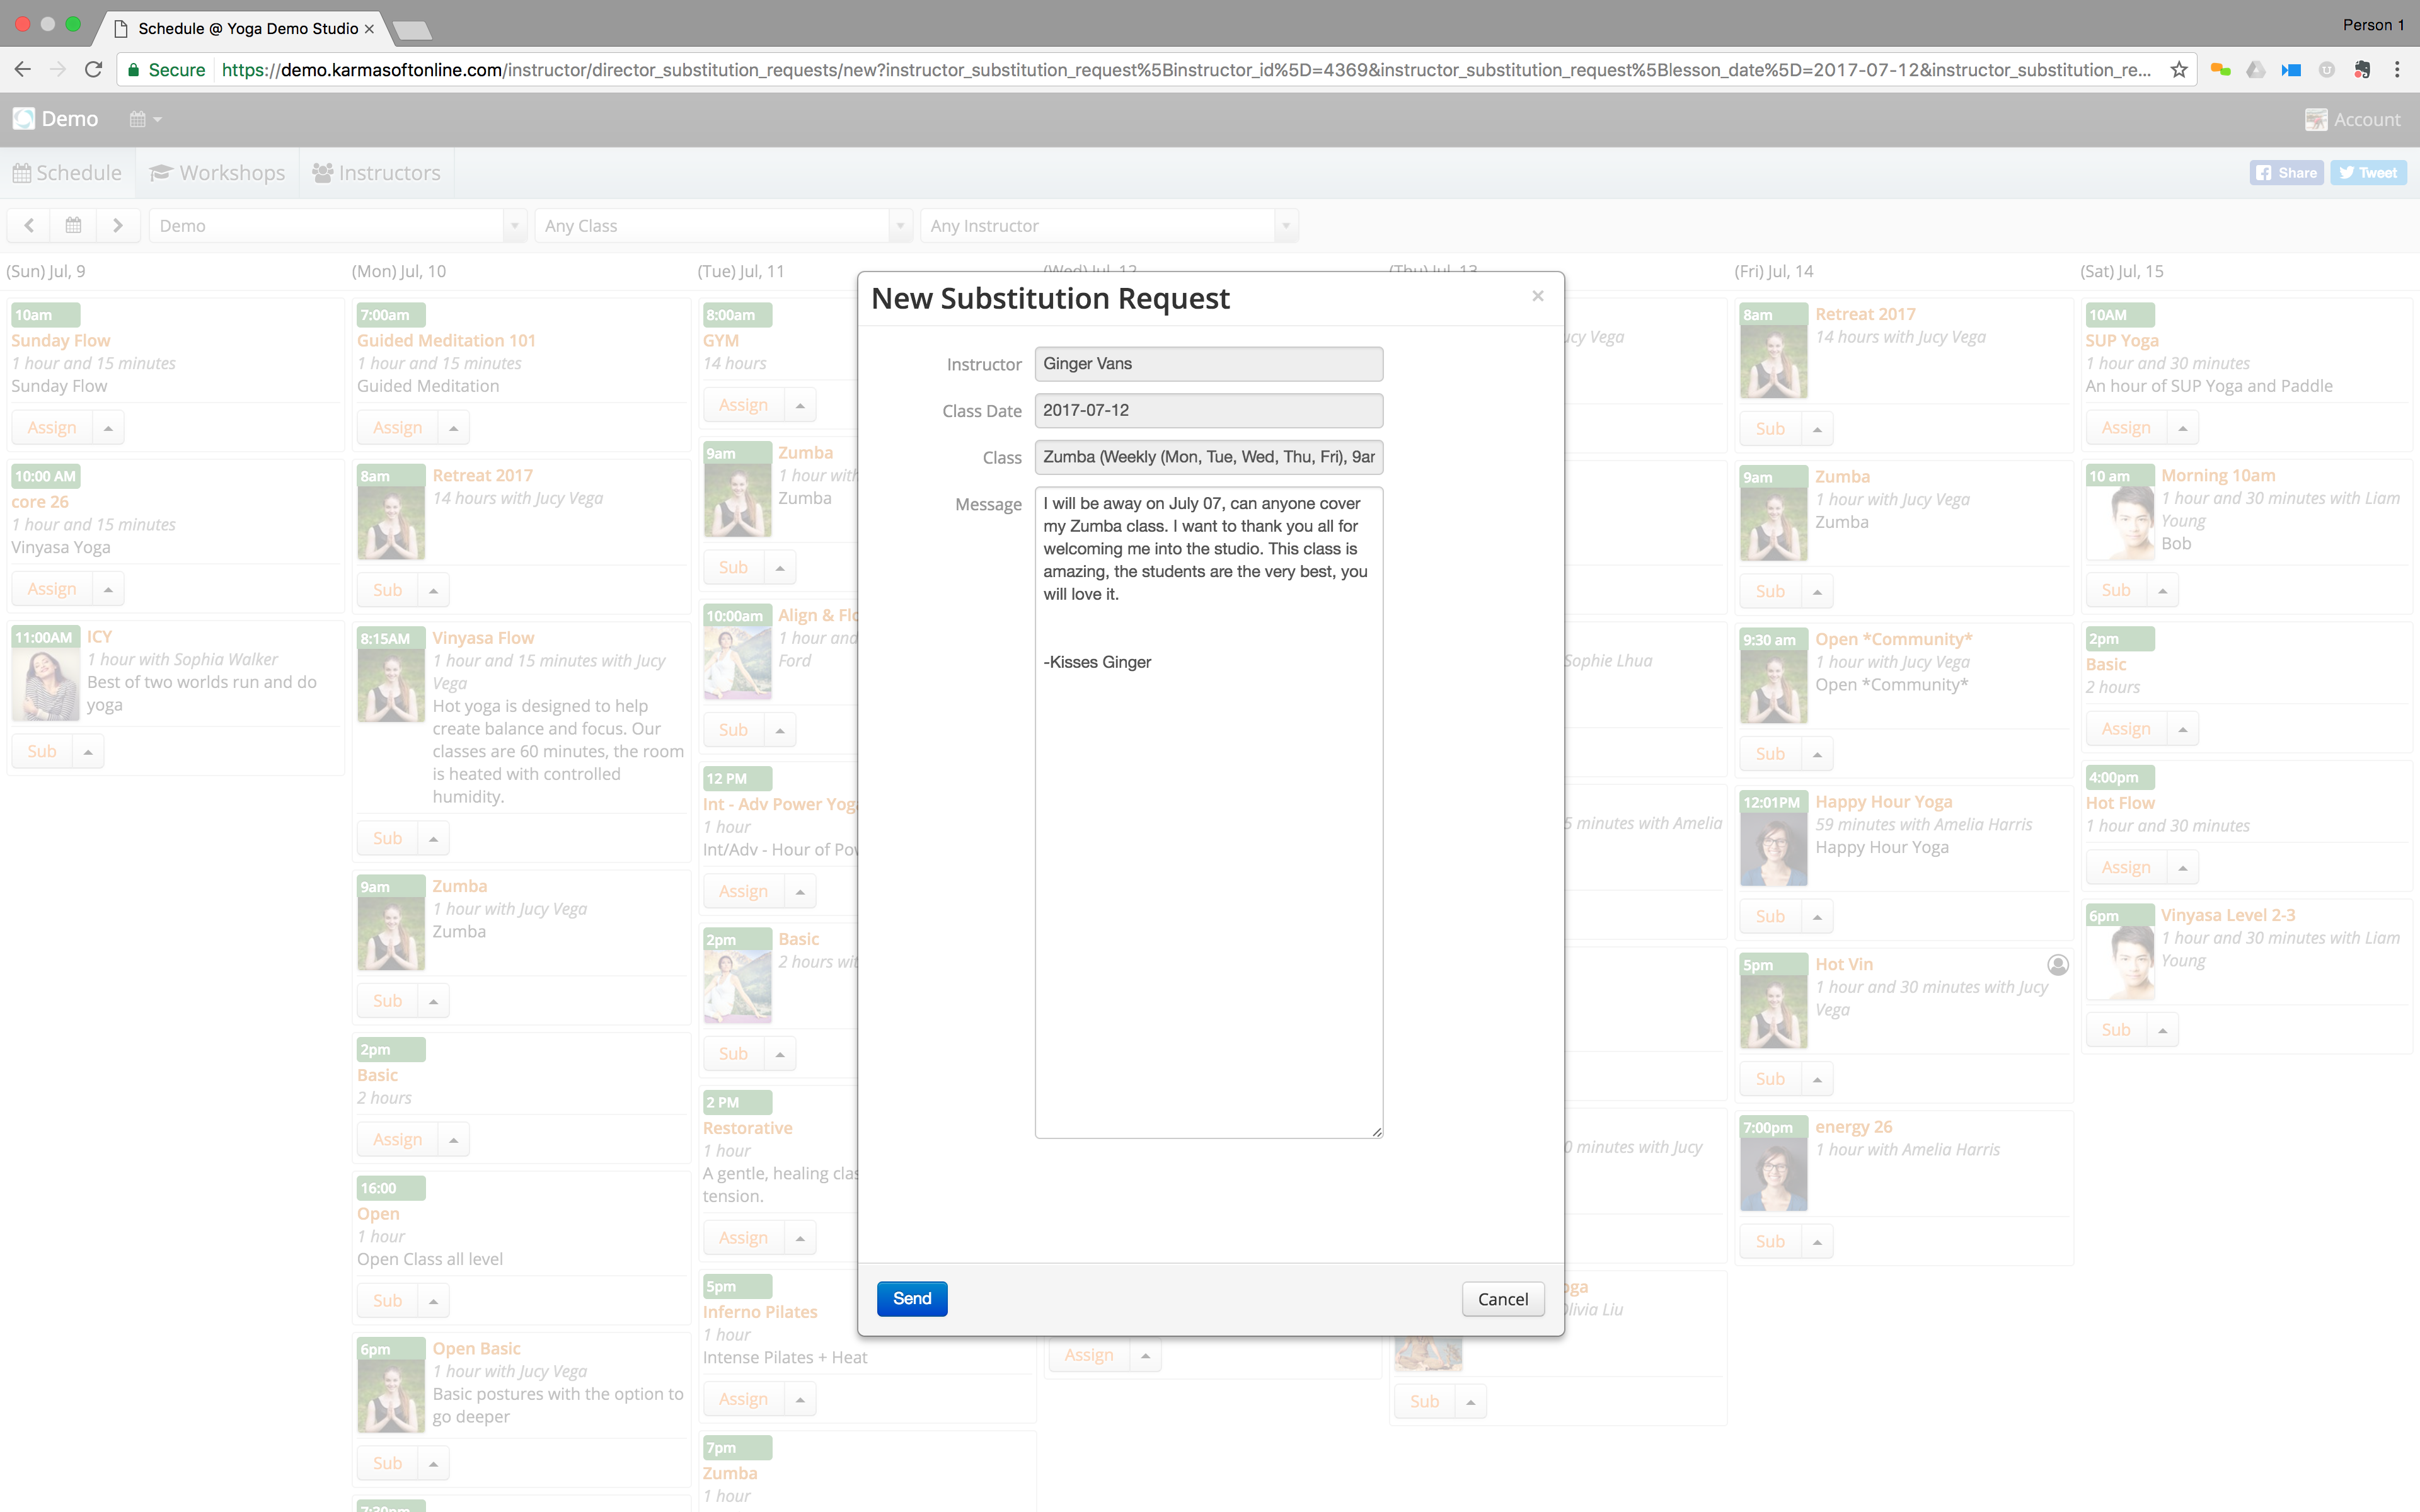 Schedule @ Yoga Demo Studio
Person 1
Secure https://demo.karmasoftonline.com/instructor/director_substitution_requests/new?instructor_substitution_request%5Binstructor_id%5D=4369&instructor_substitution_request%5Blesson_date%5D=2017-07-12&instructor_substitution_re...
Demo
Account
Schedule Workshops Instructors
Share Tweet
Demo Any Class Any Instructor
(Sun) Jul, 9
10am
Sunday Flow
1 hour and 15 minutes
Sunday Flow
Assign
10:00 AM
core 26
1 hour and 15 minutes
Vinyasa Yoga
Assign
11:00AM ICY
1 hour with Sophia Walker
Best of two worlds run and do
yoga
Sub
(Mon) Jul, 10
7:00am
Guided Meditation 101
1 hour and 15 minutes
Guided Meditation
Assign
8am Retreat 2017
14 hours with Jucy Vega
Sub
8:15AM Vinyasa Flow
1 hour and 15 minutes with Jucy
Vega
Hot yoga is designed to help
create balance and focus. Our
classes are 60 minutes, the room
is heated with controlled
humidity.
Sub
9am Zumba
1 hour with Jucy Vega
Zumba
Sub
2pm
Basic
2 hours
Assign
16:00
Open
1 hour
Open Class all level
Sub
6pm Open Basic
1 hour with Jucy Vega
Basic postures with the option to
go deeper
Sub
7:30pm
(Tue) Jul, 11
8:00am
GYM
14 hours
Assign
9am Zumba
1 hour with
Zumba
Sub
10:00am Align &
1 hour and
Ford
Sub
12 PM
Int - Adv Power Yoga
1 hour
Int/Adv - Hour of
Assign
2pm Basic
2 hours
Sub
2 PM
Restorative
1 hour
A gentle, healing
tension.
Assign
5pm
Inferno Pilates
1 hour
Intense Pilates + Heat
Assign
7pm
Zumba
1 hour
(Wed) Jul, 12
Assign
New Substitution Request
Instructor Ginger Vans
Class Date 2017-07-12
Class Zumba (Weekly (Mon, Tue, Wed, Thu, Fri), 9ar
Message I will be away on July 07, can anyone cover
my Zumba class. I want to thank you all for
welcoming me into the studio. This class is
amazing, the students are the very best, you
will love it.
-Kisses Ginger
Send Cancel
(Thu) Jul, 13
Vega
Sophie Lhua
5 minutes with Amelia
0 minutes with Jucy
Liu
Sub
(Fri) Jul, 14
8am Retreat 2017
14 hours with Jucy Vega
Sub
9am Zumba
1 hour with Jucy Vega
Zumba
Sub
9:30 am Open *Community*
1 hour with Jucy Vega
Open *Community*
Sub
12:01PM Happy Hour Yoga
59 minutes with Amelia Harris
Happy Hour Yoga
Sub
5pm Hot Vin
1 hour and 30 minutes with Jucy
Vega
Sub
7:00pm energy 26
1 hour with Amelia Harris
Sub
(Sat) Jul, 15
10AM
SUP Yoga
1 hour and 30 minutes
An hour of SUP Yoga and Paddle
Assign
10 am Morning 10am
1 hour and 30 minutes with Liam
Young
Bob
Sub
2pm
Basic
2 hours
Assign
4:00pm
Hot Flow
1 hour and 30 minutes
Assign
6pm Vinyasa Level 2-3
1 hour and 30 minutes with Liam
Young
Sub